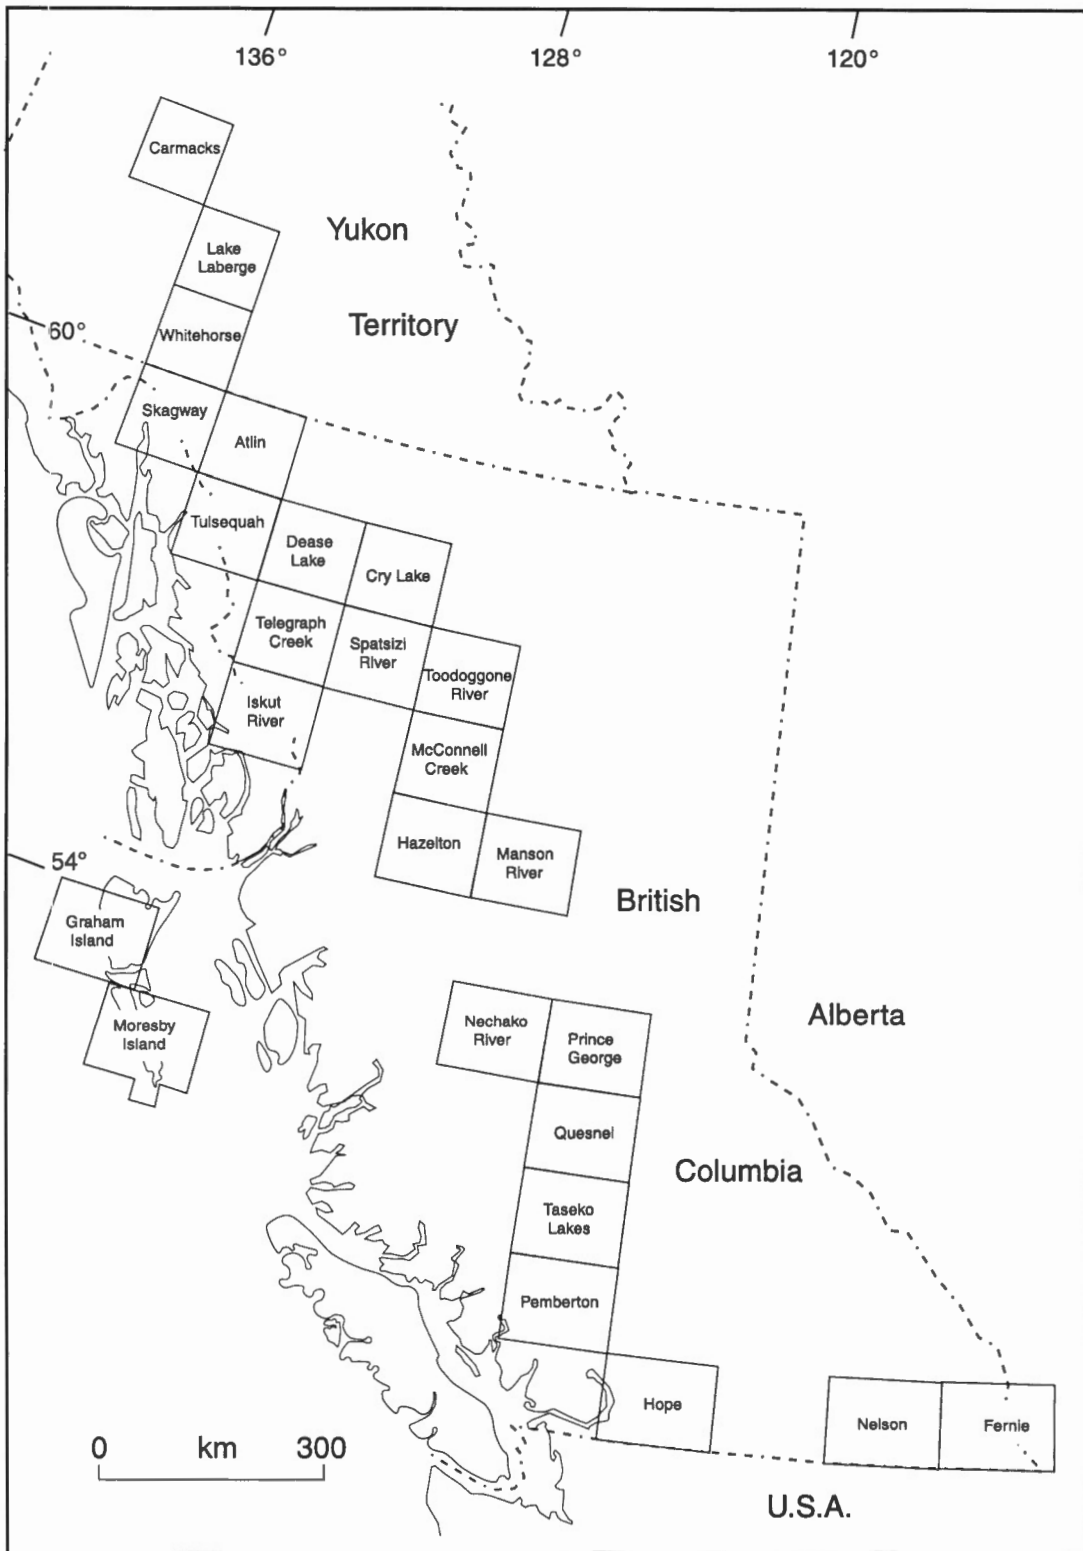 136° 128° 120°
Carmacks
Yukon
Lake
Laberge
Territory
60°
Whitehorse
Skagway
Atlin
Tulsequah
Dease
Lake
Cry Lake
Telegraph
Creek
Spatsizi
River
Toodoggone
River
Iskut
River
McConnell
Creek
Hazelton
Manson
River
54°
British
Graham
Island
Moresby
Island
Nechako
River
Prince
George
Alberta
Quesnel
Columbia
Taseko
Lakes
Pemberton
Hope
Nelson
Fernie
0 km 300
U.S.A.